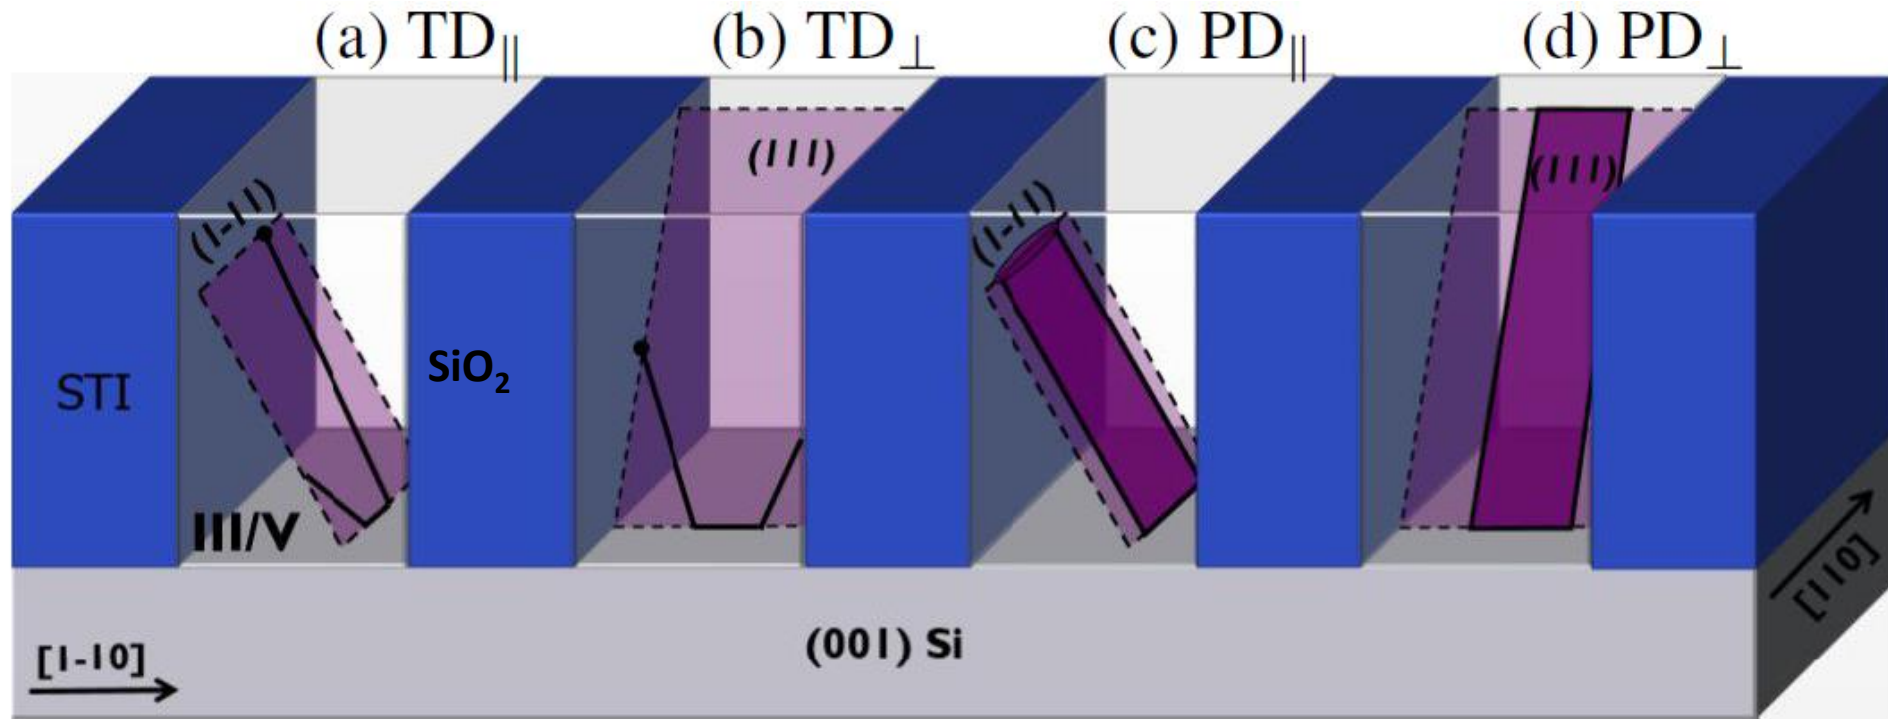 (a) TD∥ (b) TD⊥ (c) PD∥ (d) PD⊥
(1-11)
(111)
(1-11)
(111)
STI
SiO₂
III/V
[1-10]
(001) Si
[110]